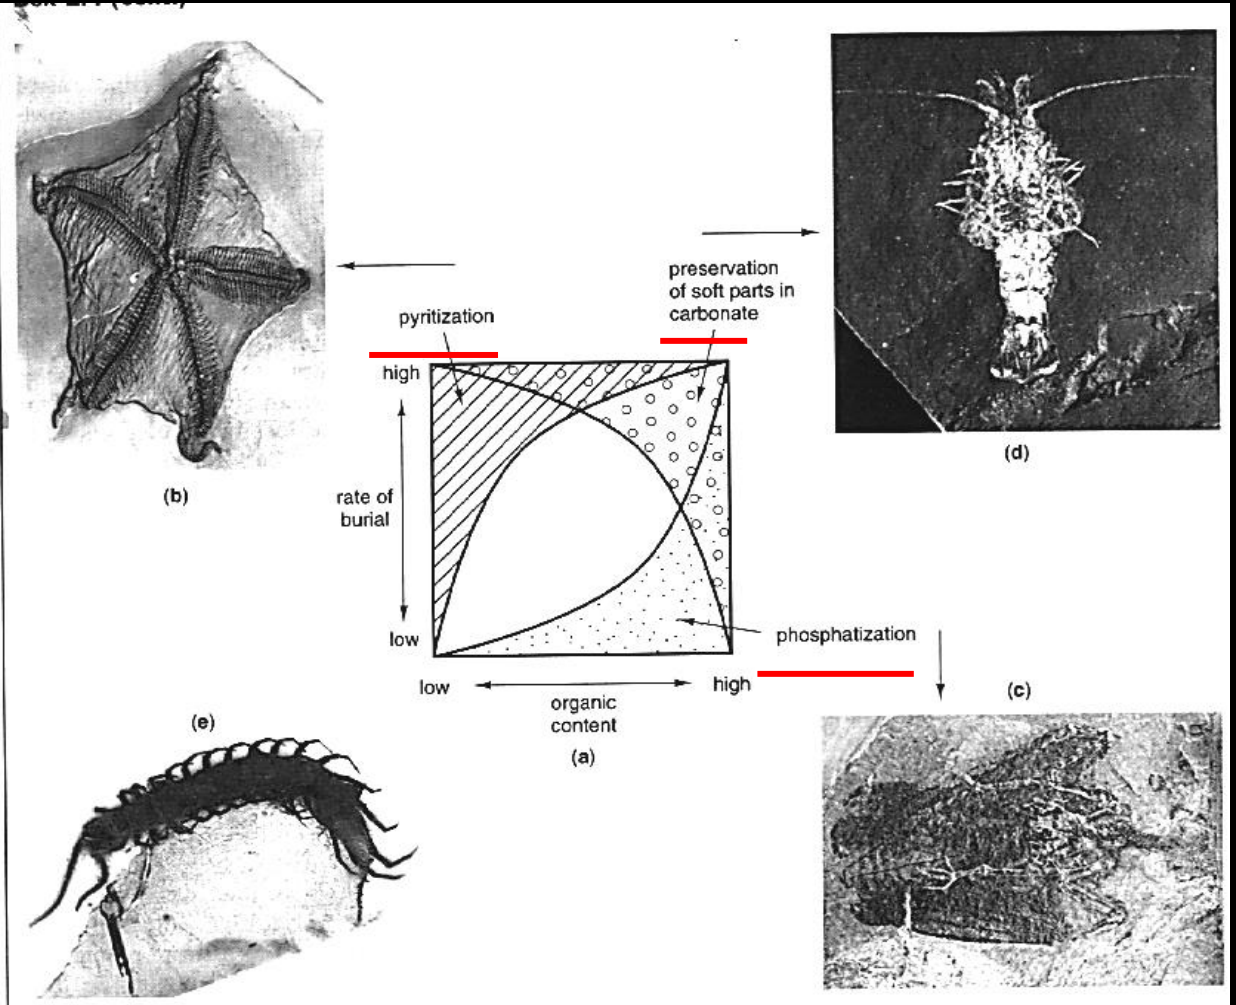 (b)
pyritization
preservation
of soft parts in
carbonate
(d)
high
rate of
burial
low
low
high
organic
content
(a)
phosphatization
(c)
(e)